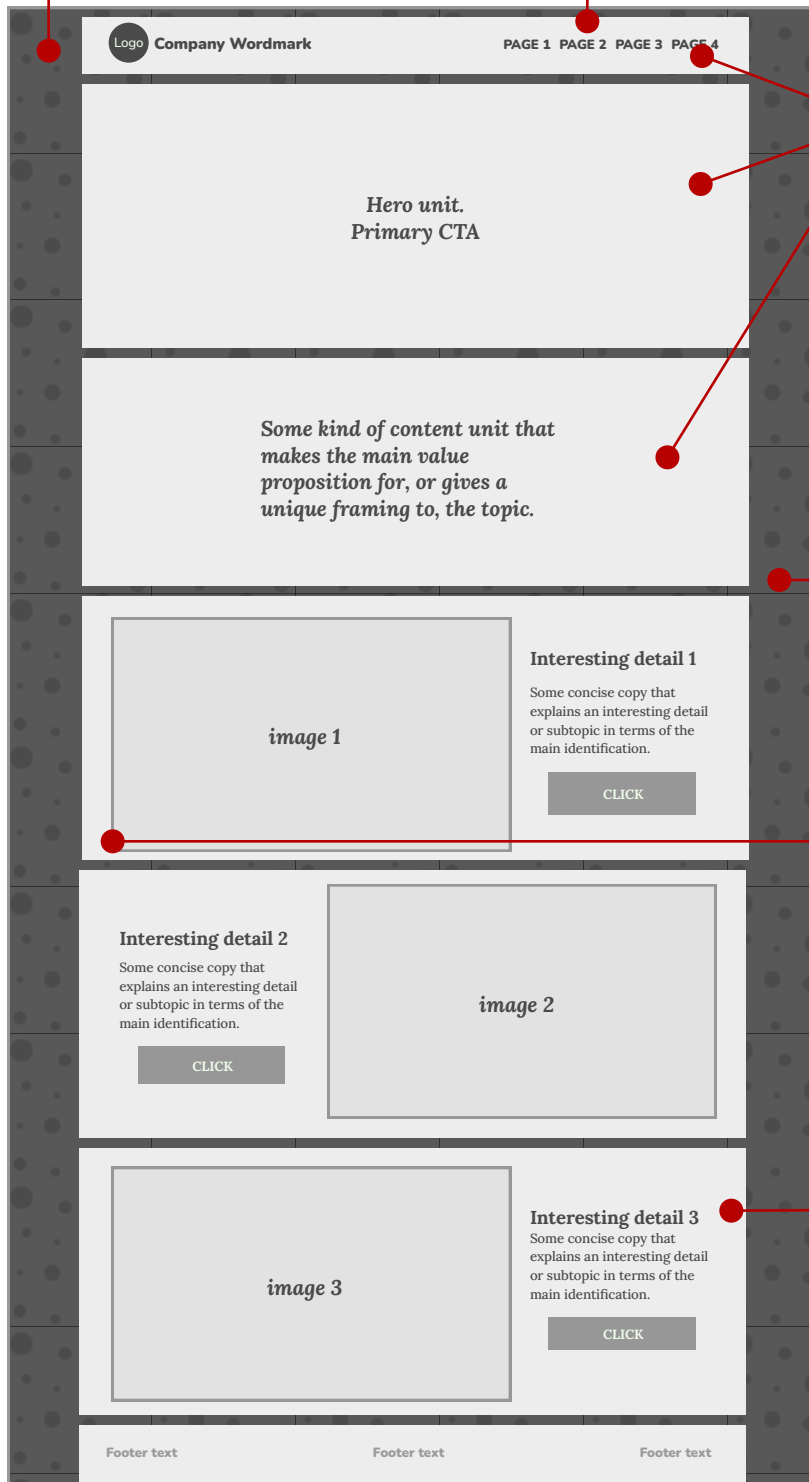 Logo Company Wordmark PAGE 1 PAGE 2 PAGE 3 PAGE 4
Hero unit.
Primary CTA
Some kind of content unit that
makes the main value
proposition for, or gives a
unique framing to, the topic.
image 1
Interesting detail 1
Some concise copy that
explains an interesting detail
or subtopic in terms of the
main identification.
CLICK
Interesting detail 2
Some concise copy that
explains an interesting detail
or subtopic in terms of the
main identification.
CLICK
image 2
image 3
Interesting detail 3
Some concise copy that
explains an interesting detail
or subtopic in terms of the
main identification.
CLICK
Footer text Footer text Footer text